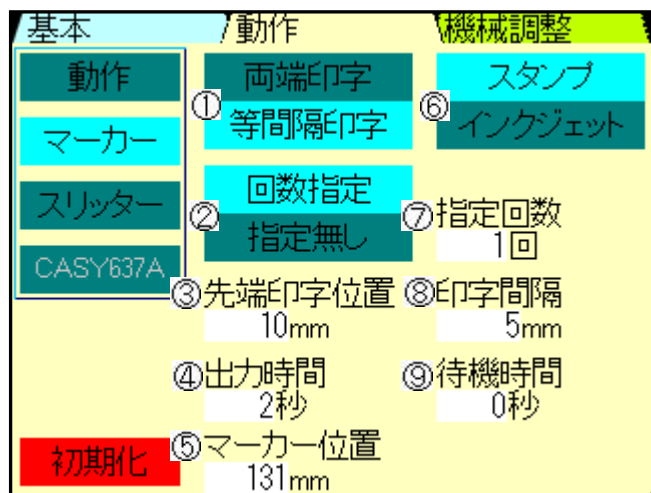 基本
動作
機械調整
動作
マーカー
スリッター
CASY637A
初期化
① 両端印字
等間隔印字
② 回数指定
指定無し
③先端印字位置
10mm
④出力時間
2秒
⑤マーカー位置
131mm
⑥ スタンプ
インクジェット
⑦指定回数
1回
⑧印字間隔
5mm
⑨待機時間
0秒